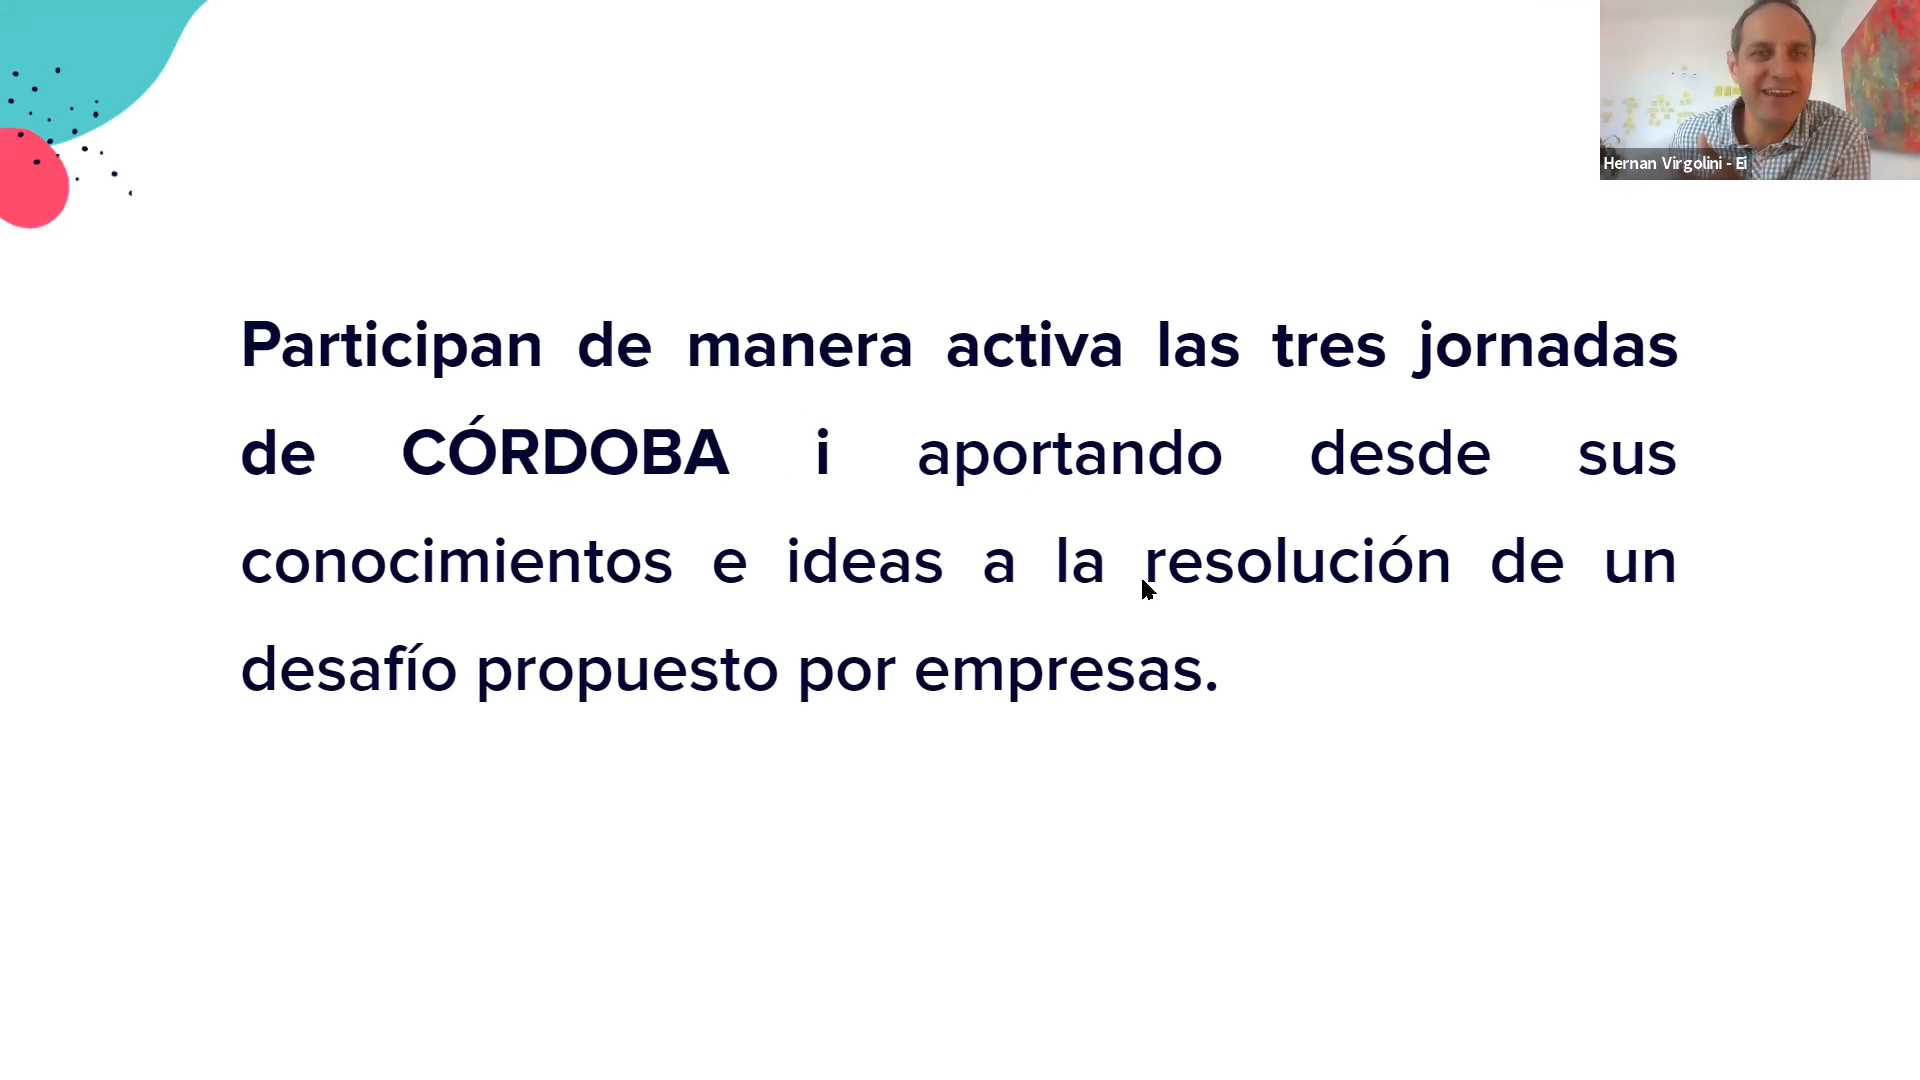 Hernan Virgolini - Ei
Participan de manera activa las tres jornadas
de CÓRDOBA i aportando desde sus
conocimientos e ideas a la resolución de un
desafío propuesto por empresas.